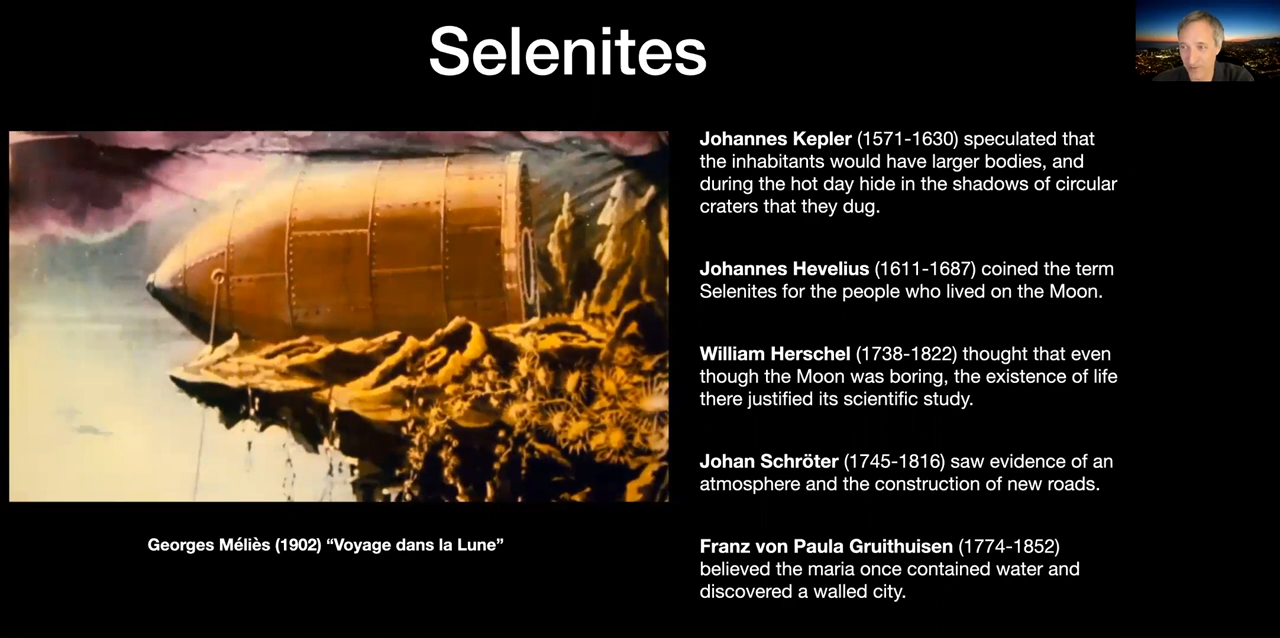 Selenites
Johannes Kepler (1571-1630) speculated that
the inhabitants would have larger bodies, and
during the hot day hide in the shadows of circular
craters that they dug.
Johannes Hevelius (1611-1687) coined the term
Selenites for the people who lived on the Moon.
William Herschel (1738-1822) thought that even
though the Moon was boring, the existence of life
there justified its scientific study.
Johan Schröter (1745-1816) saw evidence of an
atmosphere and the construction of new roads.
Franz von Paula Gruithuisen (1774-1852)
believed the maria once contained water and
discovered a walled city.
Georges Méliès (1902) “Voyage dans la Lune”